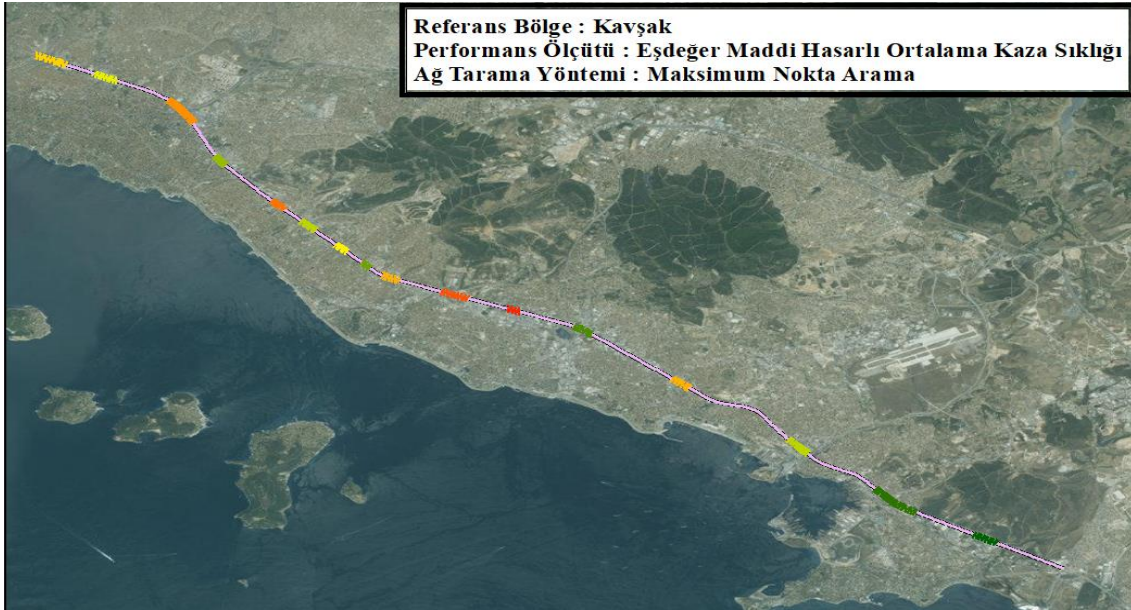 Referans Bölge : Kavşak
Performans Ölçütü : Eşdeğer Maddi Hasarlı Ortalama Kaza Sıklığı
Ağ Tarama Yöntemi : Maksimum Nokta Arama